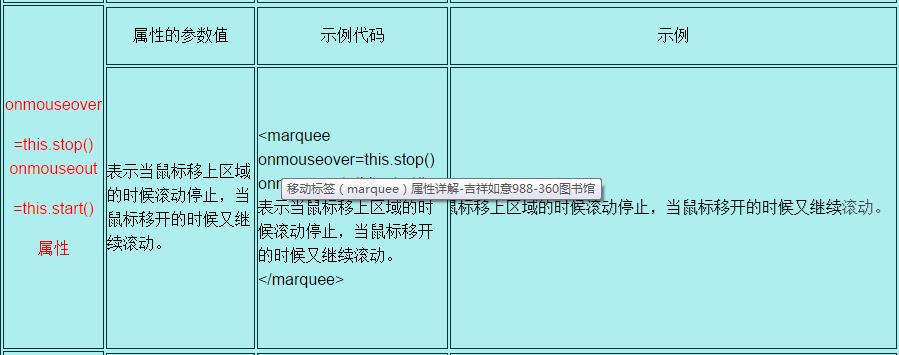 属性的参数值
示例代码
示例
onmouseover
=this.stop()
onmouseout
=this.start()
属性
表示当鼠标移上区域
的时候滚动停止，当
鼠标移开的时候又继
续滚动。
<marquee
onmouseover=this.stop()
表示当鼠标移上区域的时
候滚动停止，当鼠标移开
的时候又继续滚动。
</marquee>
移动标签（marquee）属性详解-吉祥如意988-360图书馆
鼠移上区域的时候滚动停止，当鼠标移开的时候又继续滚动。